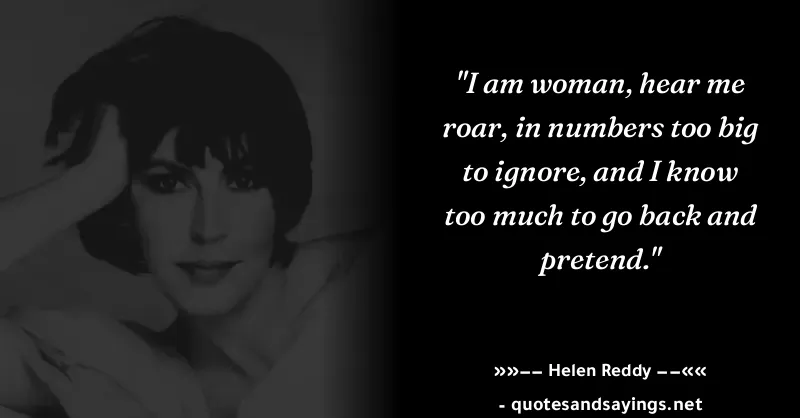 "I am woman, hear me
roar, in numbers too big
to ignore, and I know
too much to go back and
pretend."
»»−− Helen Reddy −−««
- quotesandsayings.net